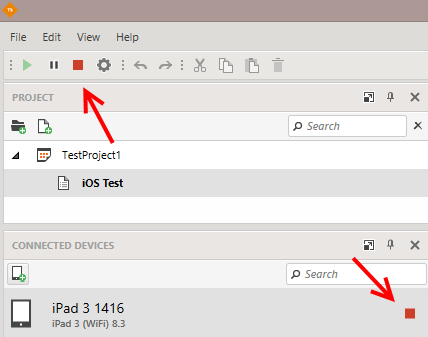 TS
File Edit View Help
PROJECT
Search
TestProject1
iOS Test
CONNECTED DEVICES
Search
iPad 3 1416
iPad 3 (WiFi) 8.3